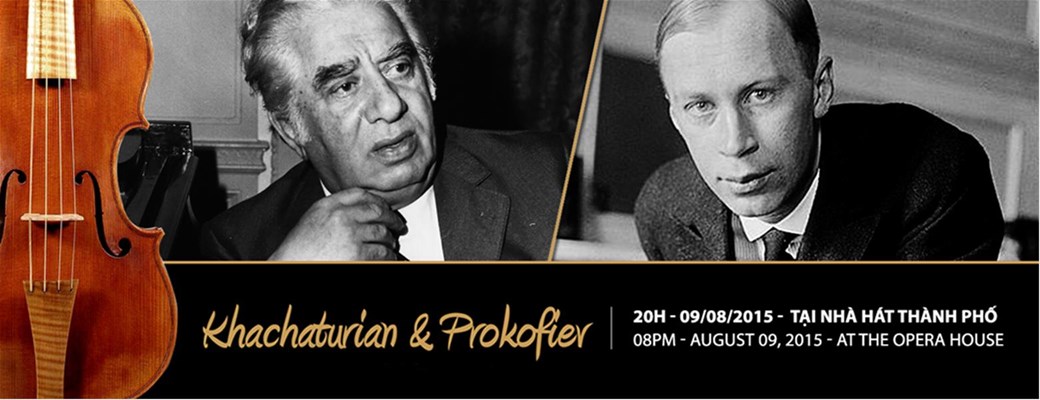 Khachaturian & Prokofiev
20H - 09/08/2015 - TẠI NHÀ HÁT THÀNH PHỐ
08PM - AUGUST 09, 2015 - AT THE OPERA HOUSE